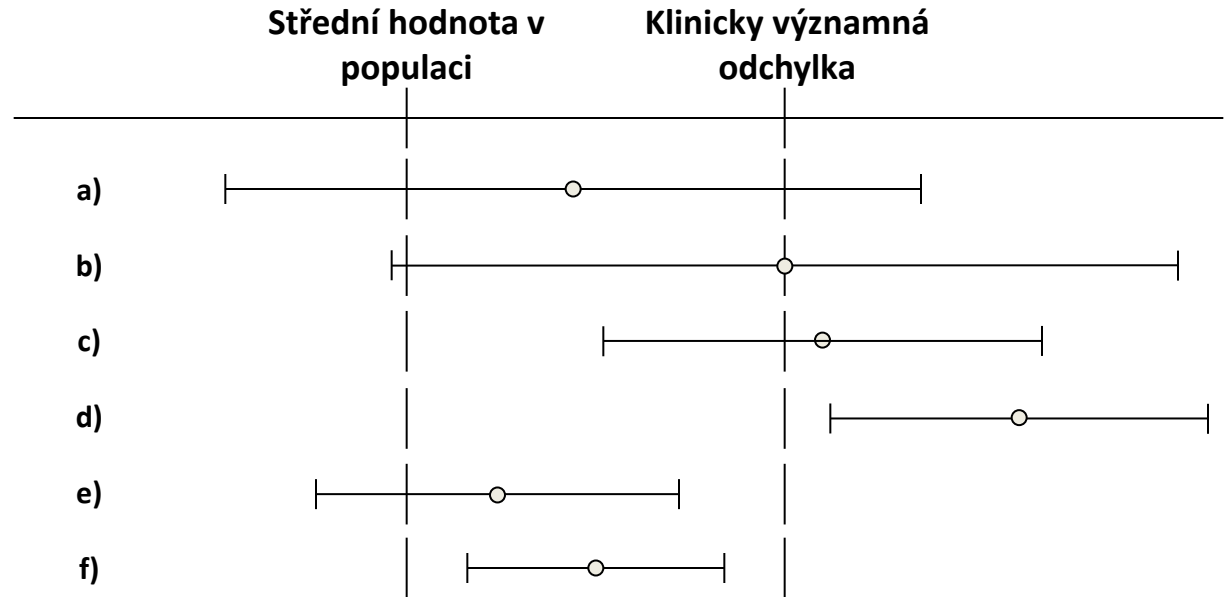 Střední hodnota v
populaci
Klinicky významná
odchylka
a)
b)
c)
d)
e)
f)